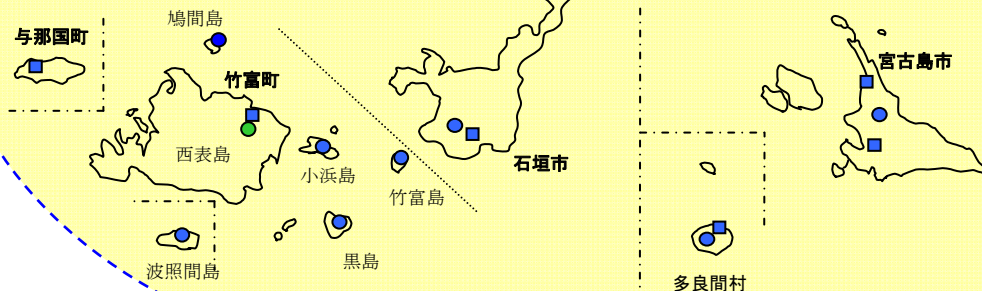 鳩間島
与那国町
竹富町
西表島
小浜島
竹富島
石垣市
宮古島市
波照間島
黒島
多良間村